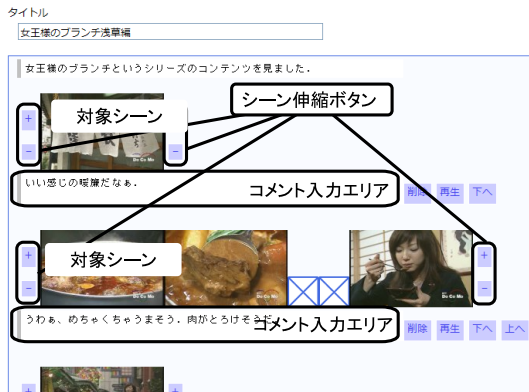 タイトル
女王様のブランチ浅草編
女王様のブランチというシリーズのコンテンツを見ました.
シーン伸縮ボタン
+ 対象シーン
− −
Do Co Mo
いい感じの暖簾だなぁ. コメント入力エリア 削除 再生 下へ
+ 対象シーン +
− −
Do Co Mo
うわぁ、めちゃくちゃうまそう.肉がとろけそうだ コメント入力エリア 削除 再生 下へ 上へ
+ +